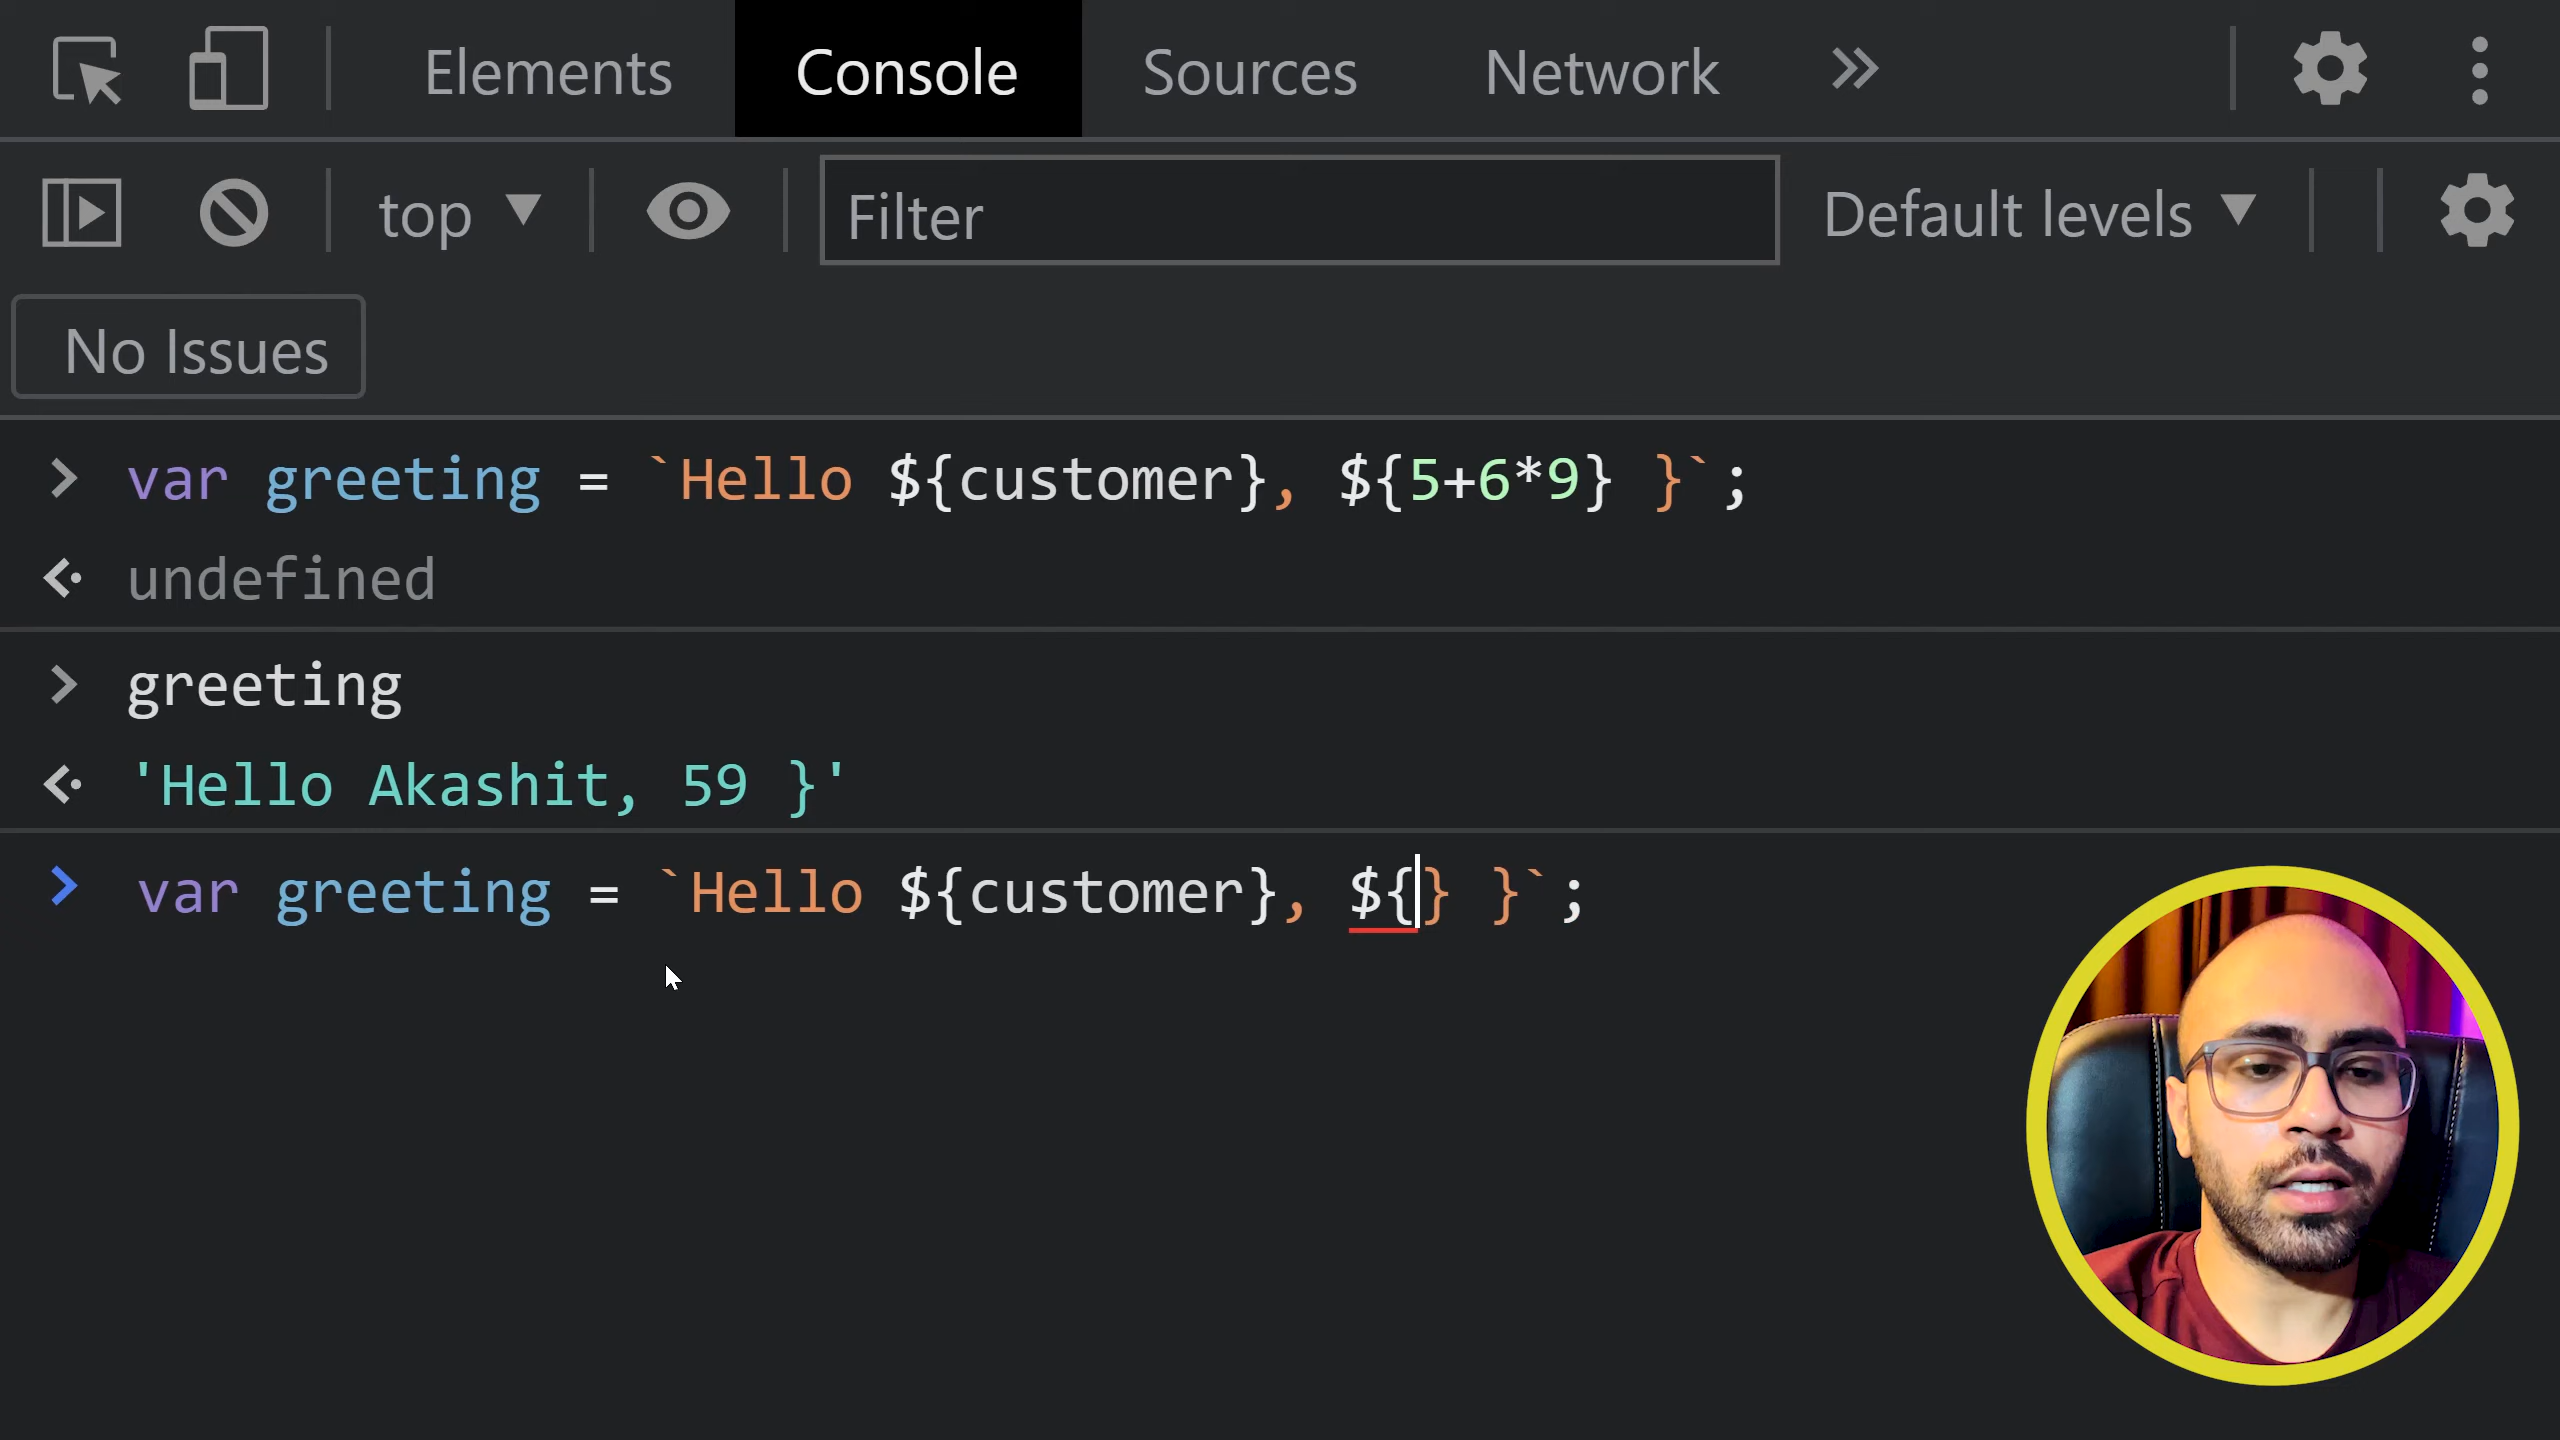 Elements Console Sources Network
top Filter Default levels
No Issues
var greeting = `Hello ${customer}, ${5+6*9} }`;
undefined
greeting
'Hello Akashit, 59 }'
var greeting = `Hello ${customer}, ${} }`;